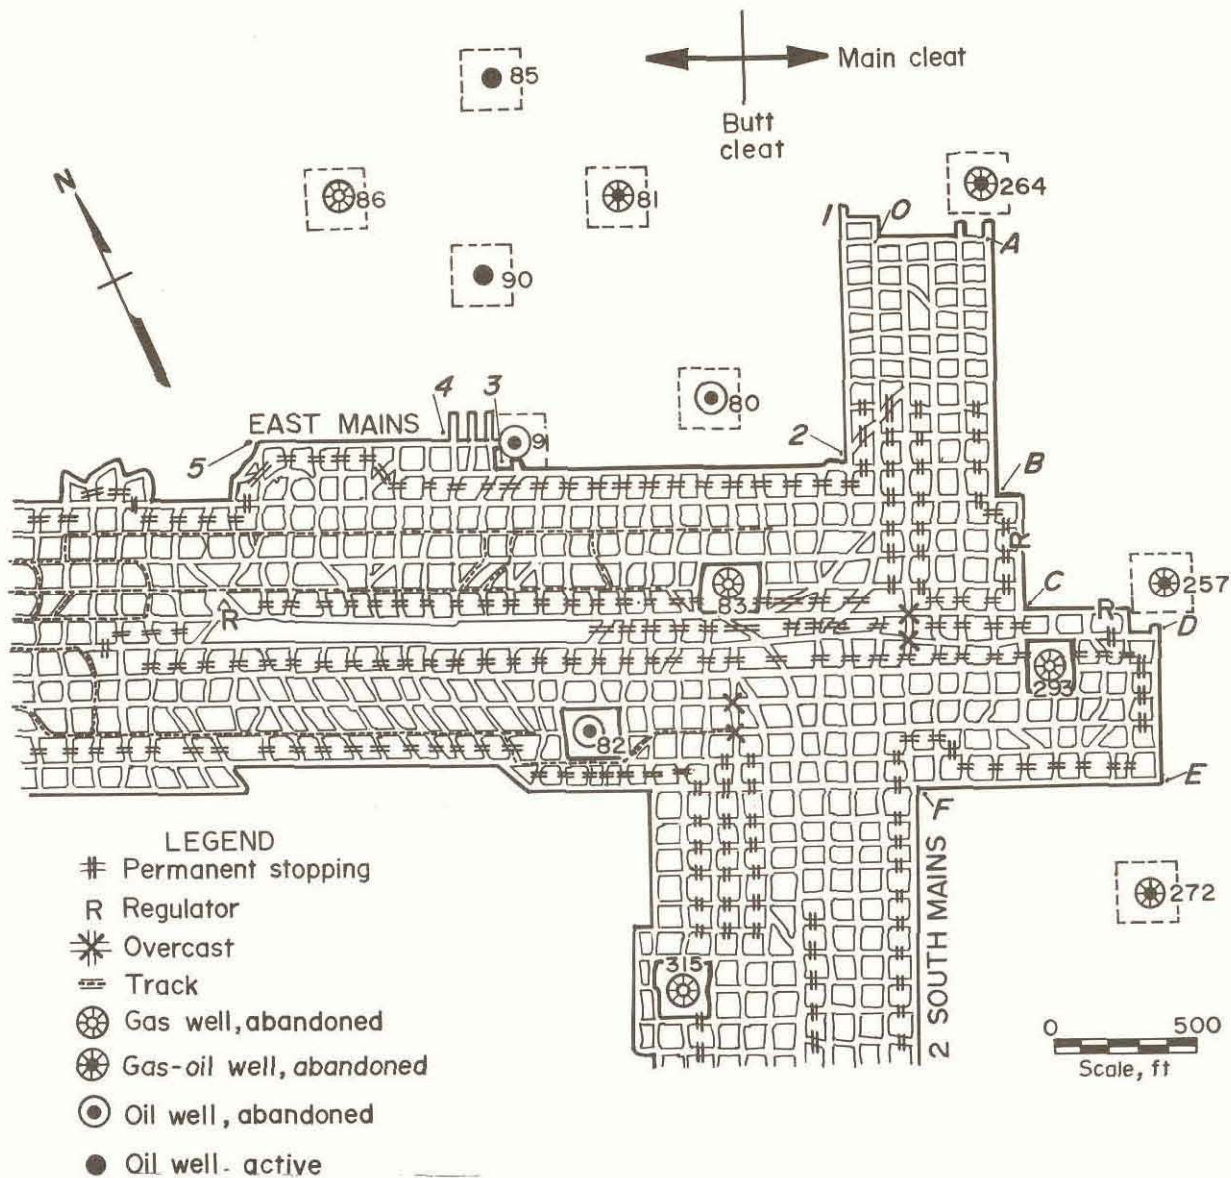 85
Main cleat
Butt
cleat
N
86
81
264
1
0
A
90
80
4
3
91
EAST MAINS
5
2
B
R
83
C
R
257
D
R
293
82
E
F
LEGEND
Permanent stopping
R Regulator
Overcast
Track
Gas well, abandoned
Gas-oil well, abandoned
Oil well, abandoned
Oil well - active
315
2 SOUTH MAINS
272
0 500
Scale, ft